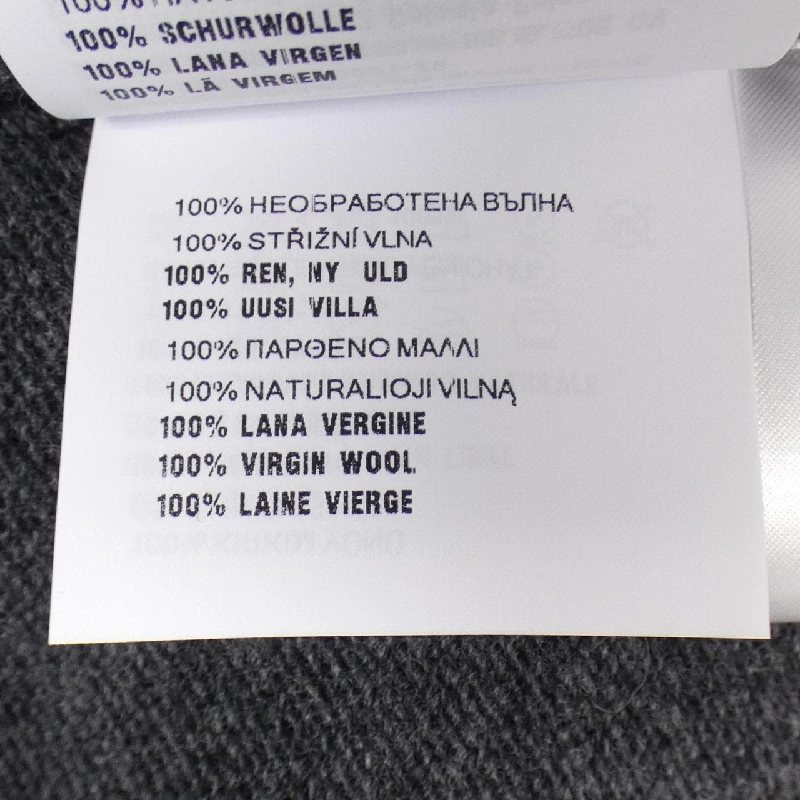 100%
100% SCHURWOLLE
100% LANA VIRGEN
100% LÃ VIRGEM
100% НЕОБРАБОТЕНА ВЪЛНА
100% STŘIŽNÍ VLNA
100% REN, NY ULD
100% UUSI VILLA
100% ΠΑΡΘΕΝΟ ΜΑΛΛΙ
100% NATURALIOJI VILNĄ
100% LANA VERGINE
100% VIRGIN WOOL
100% LAINE VIERGE